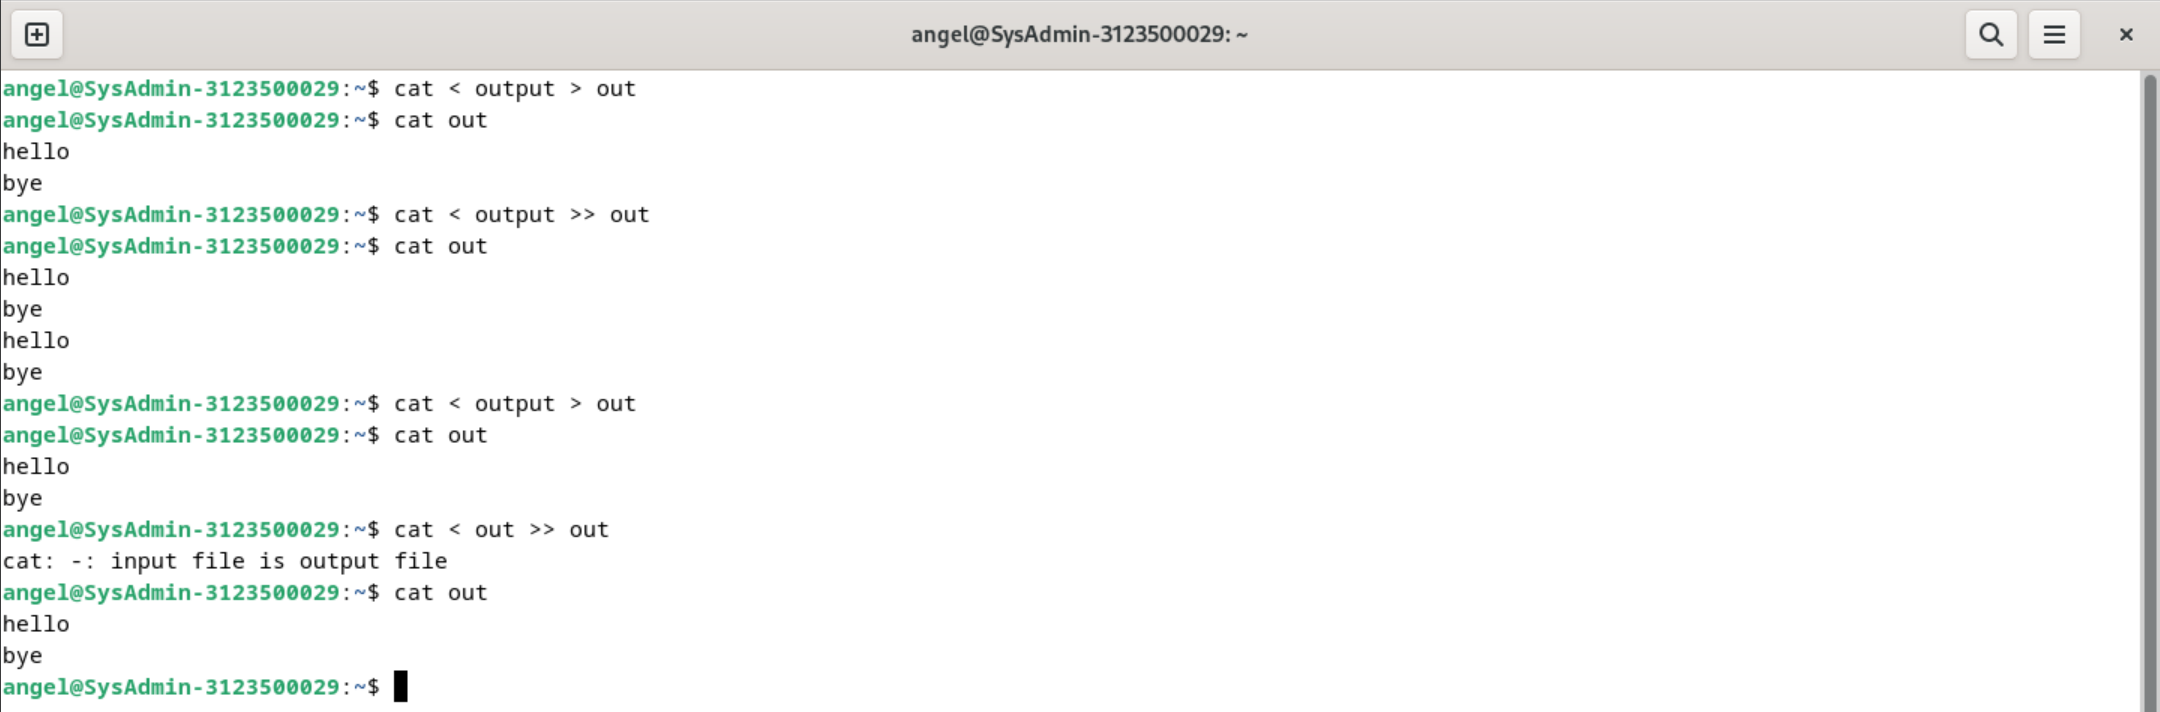 angel@SysAdmin-3123500029: ~
angel@SysAdmin-3123500029:~$ cat < output > out
angel@SysAdmin-3123500029:~$ cat out
hello
bye
angel@SysAdmin-3123500029:~$ cat < output >> out
angel@SysAdmin-3123500029:~$ cat out
hello
bye
hello
bye
angel@SysAdmin-3123500029:~$ cat < output > out
angel@SysAdmin-3123500029:~$ cat out
hello
bye
angel@SysAdmin-3123500029:~$ cat < out >> out
cat: -: input file is output file
angel@SysAdmin-3123500029:~$ cat out
hello
bye
angel@SysAdmin-3123500029:~$